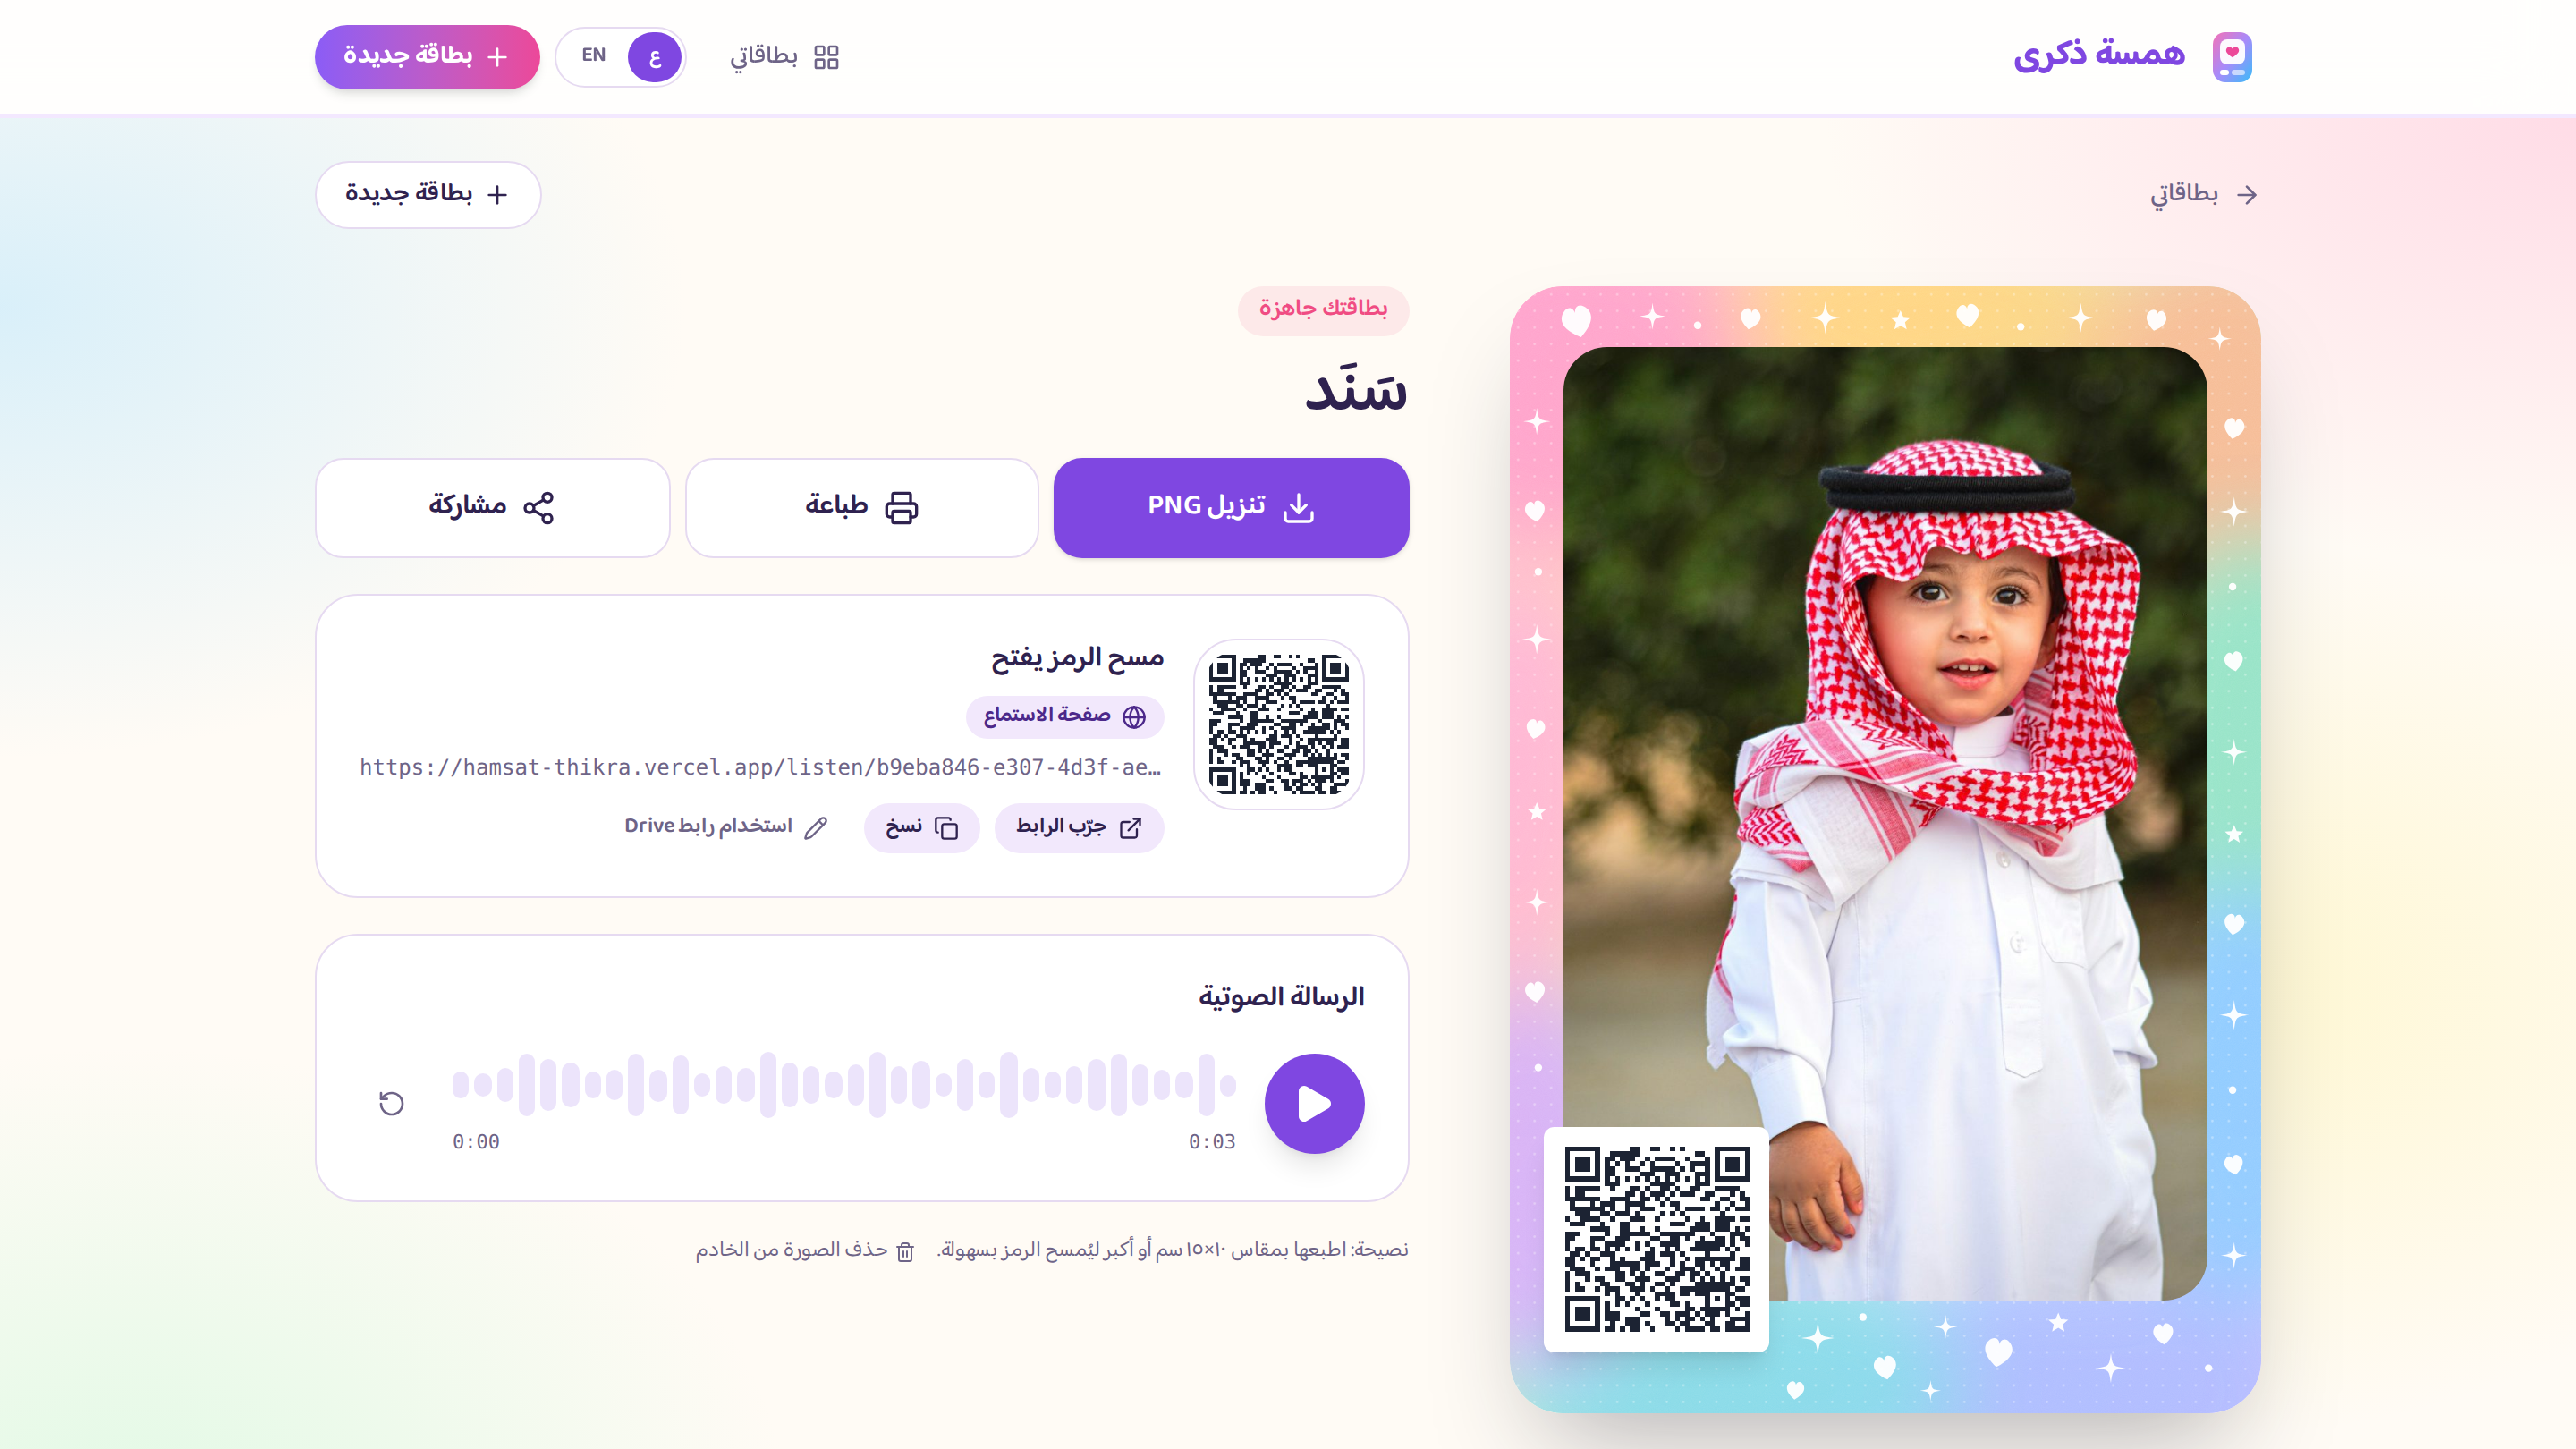 همسة ذكرى
بطاقاتي
ع
EN
بطاقة جديدة
بطاقاتي
بطاقة جديدة
بطاقتك جاهزة
سَنَد
تنزيل PNG
طباعة
مشاركة
مسح الرمز يفتح
صفحة الاستماع
https://hamsat-thikra.vercel.app/listen/b9eba846-e307-4d3f-ae…
جرّب الرابط
نسخ
استخدام رابط Drive
الرسالة الصوتية
0:03
0:00
نصيحة: اطبعها بمقاس ١٠×١٥ سم أو أكبر ليُمسح الرمز بسهولة.
حذف الصورة من الخادم